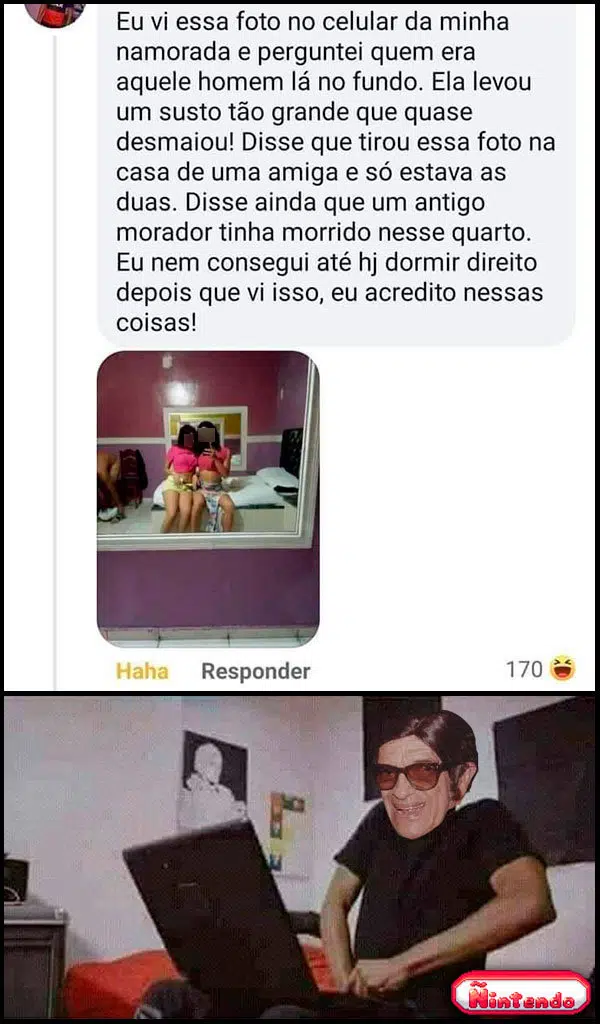 Eu vi essa foto no celular da minha
namorada e perguntei quem era
aquele homem lá no fundo. Ela levou
um susto tão grande que quase
desmaiou! Disse que tirou essa foto na
casa de uma amiga e só estava as
duas. Disse ainda que um antigo
morador tinha morrido nesse quarto.
Eu nem consegui até hj dormir direito
depois que vi isso, eu acredito nessas
coisas!
Haha Responder 170
Ñintendo